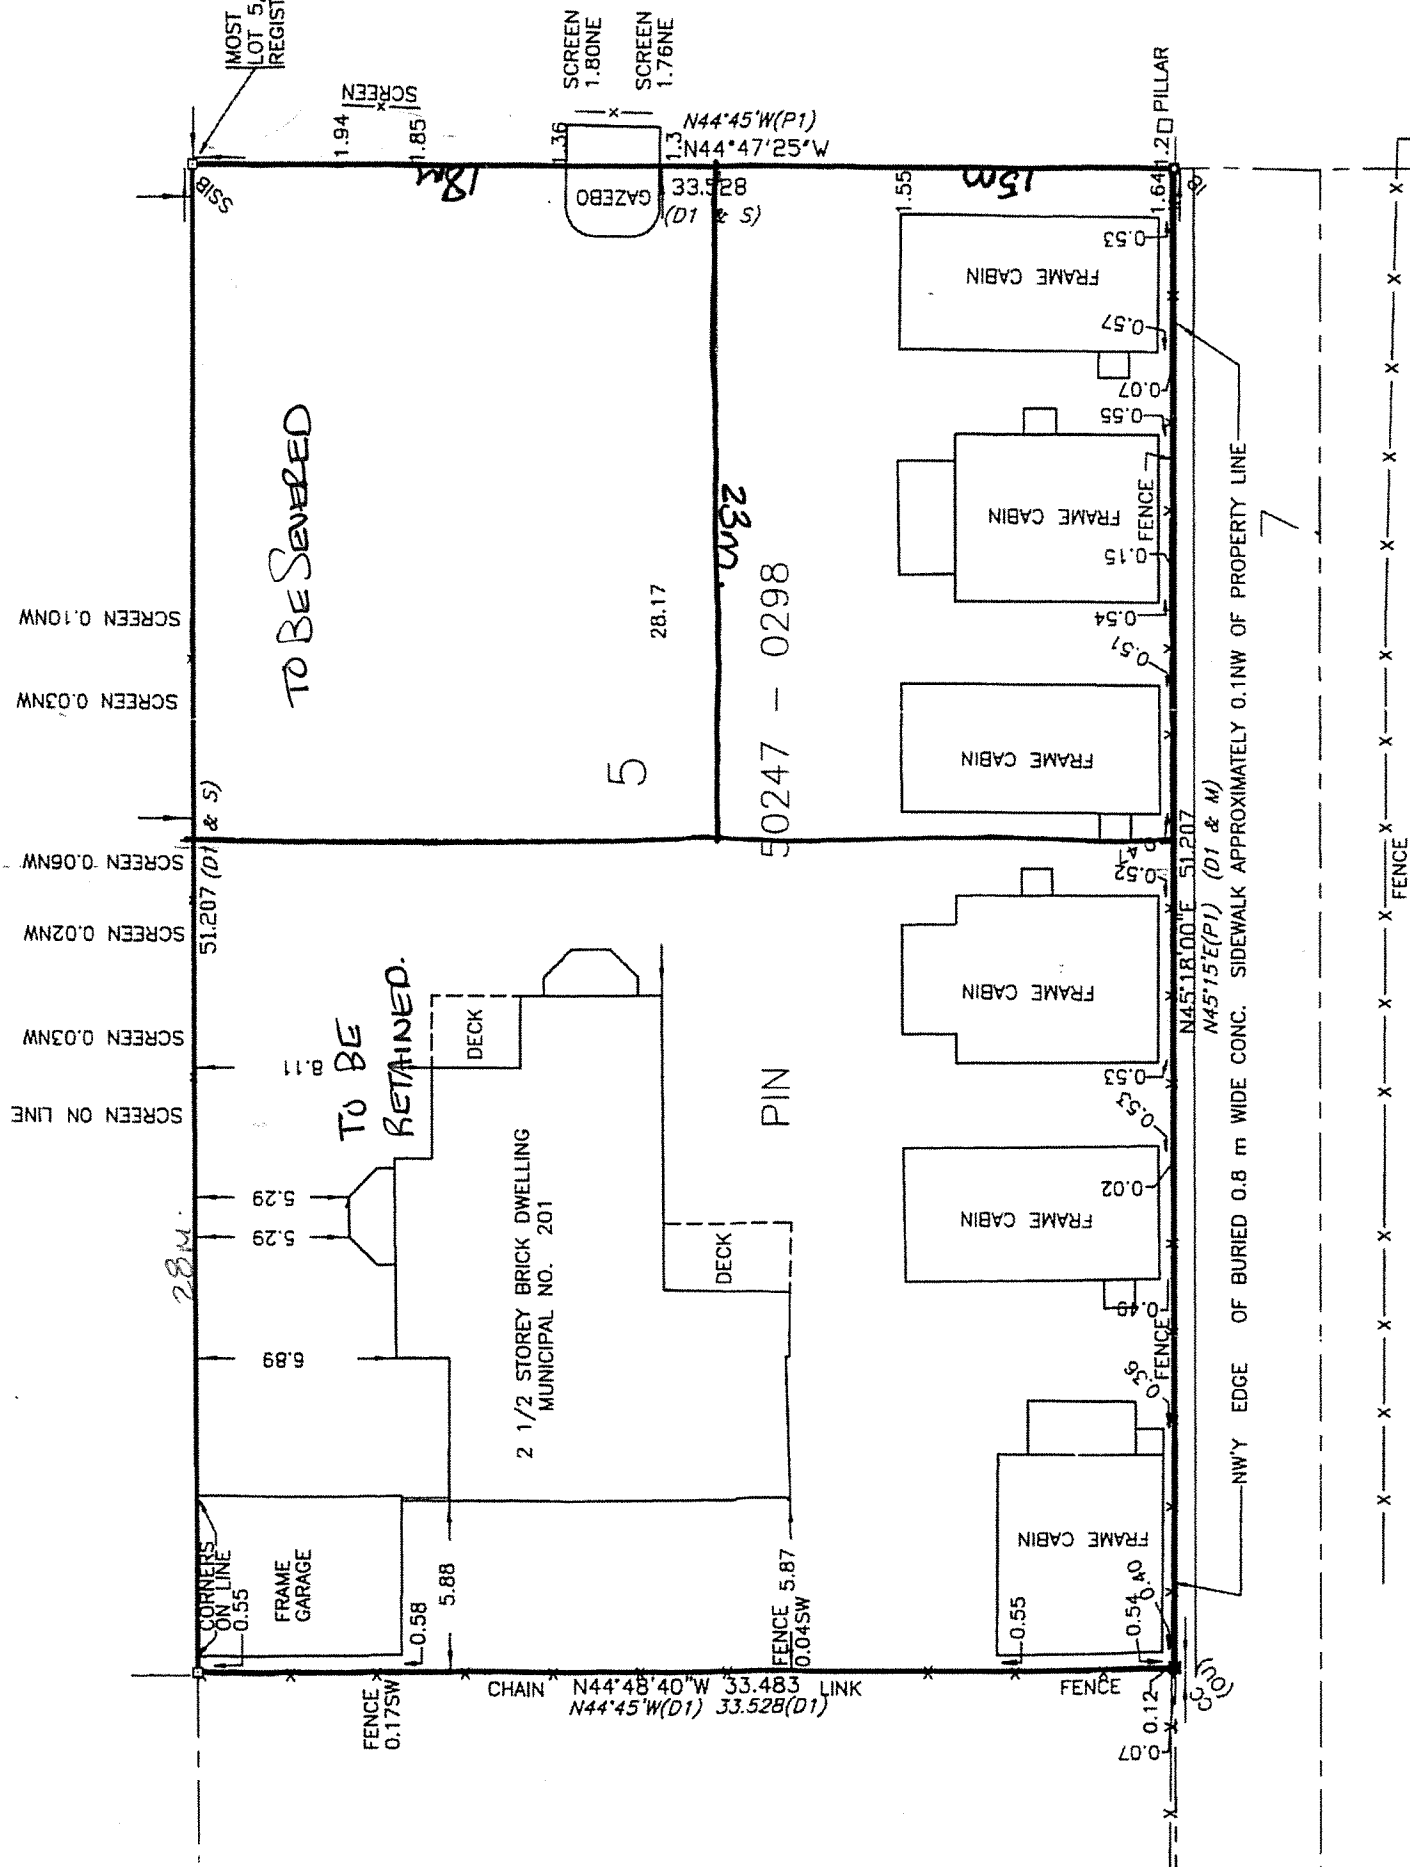 MOST
LOT 5,
REGIST
SCREEN
1.80NE
SCREEN
1.76NE
SCREEN
1.94
1.85
1.36
1.3
N44°45'W(P1)
N44°47'25"W
33.528
(D1 & S)
PILLAR
1.2
1.64
1.55
IB
SSIB
18m
15m
GAZEBO
FRAME CABIN
0.53
0.57
0.07
0.55
FRAME CABIN
FENCE
0.15
0.54
0.51
FRAME CABIN
TO BE SEVERED
23m.
28.17
5
50247 - 0298
PIN
7
SCREEN 0.10NW
SCREEN 0.03NW
SCREEN 0.06NW
SCREEN 0.02NW
SCREEN 0.03NW
SCREEN ON LINE
51.207 (D1 & S)
0.52
FRAME CABIN
0.53
0.53
N45°18'00"E 51.207
N45°15'E(P1) (D1 & M)
NW'Y EDGE OF BURIED 0.8 m WIDE CONC. SIDEWALK APPROXIMATELY 0.1NW OF PROPERTY LINE
FENCE
TO BE
RETAINED.
8.11
DECK
5.29
5.29
28m.
6.89
2 1/2 STOREY BRICK DWELLING
MUNICIPAL NO. 201
DECK
FRAME CABIN
0.02
0.49
FENCE
0.36
FRAME CABIN
0.40
0.55
0.54
CORNERS
ON LINE
0.55
FRAME
GARAGE
0.58
5.88
FENCE 5.87
0.04SW
FENCE
0.17SW
CHAIN LINK FENCE
N44°48'40"W 33.483
N44°45'W(D1) 33.528(D1)
0.12
0.07